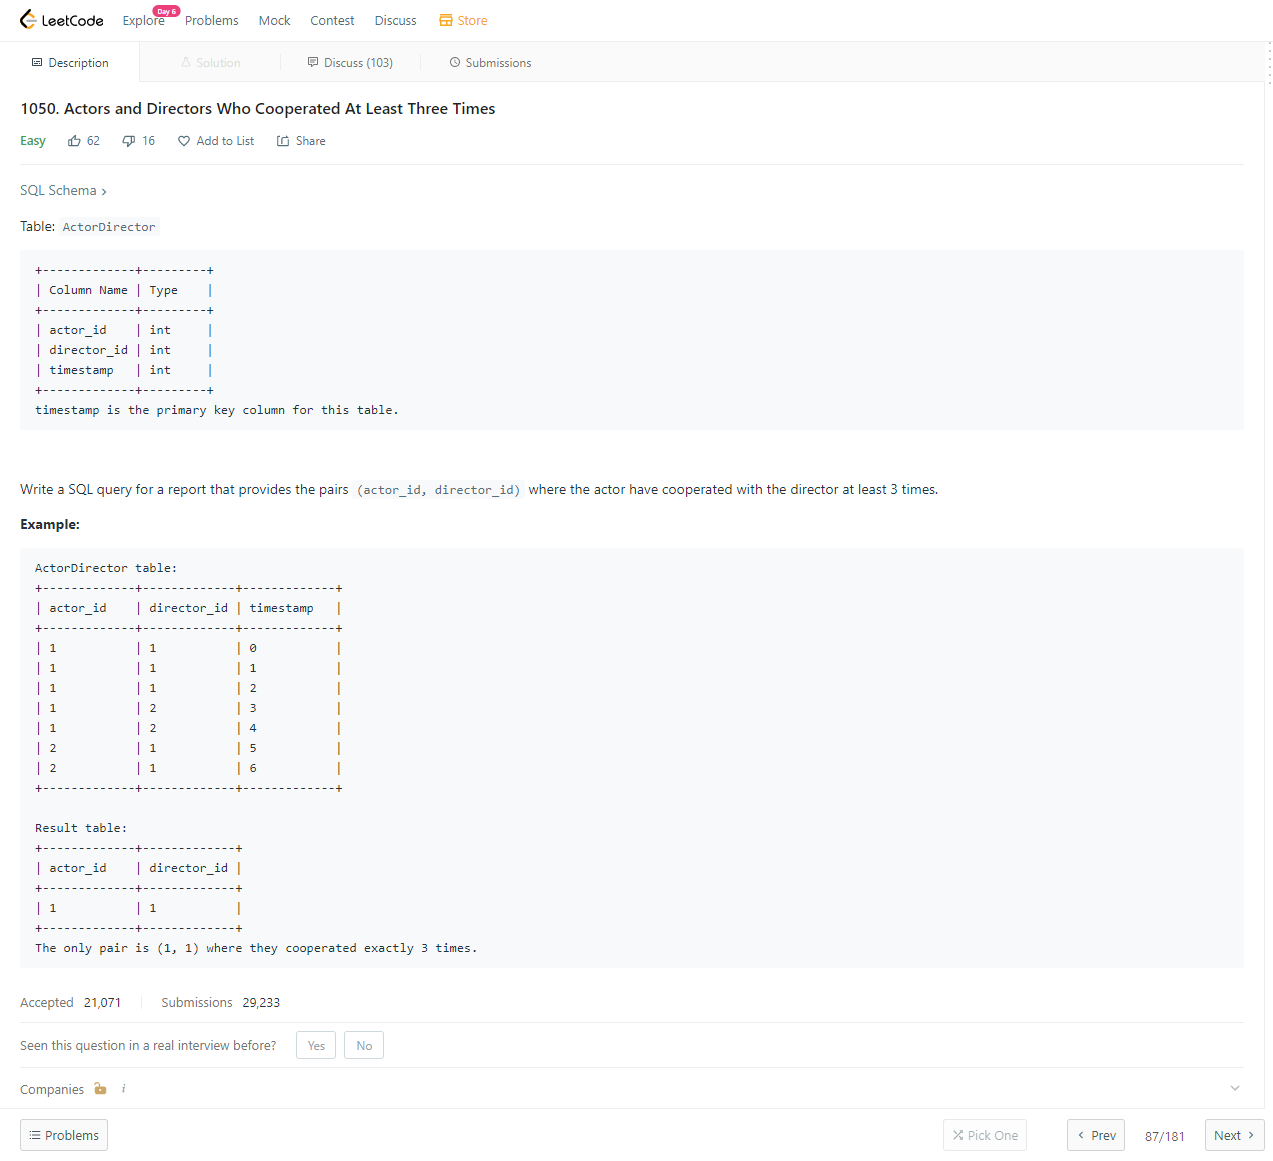 LeetCode Explore Day 6 Problems Mock Contest Discuss Store
Description Solution Discuss (103) Submissions
1050. Actors and Directors Who Cooperated At Least Three Times
Easy 62 16 Add to List Share
SQL Schema >
Table: ActorDirector
+-------------+---------+
| Column Name | Type    |
+-------------+---------+
| actor_id    | int     |
| director_id | int     |
| timestamp   | int     |
+-------------+---------+
timestamp is the primary key column for this table.
Write a SQL query for a report that provides the pairs (actor_id, director_id) where the actor have cooperated with the director at least 3 times.
Example:
ActorDirector table:
+-------------+-------------+-------------+
| actor_id    | director_id | timestamp   |
+-------------+-------------+-------------+
| 1           | 1           | 0           |
| 1           | 1           | 1           |
| 1           | 1           | 2           |
| 1           | 2           | 3           |
| 1           | 2           | 4           |
| 2           | 1           | 5           |
| 2           | 1           | 6           |
+-------------+-------------+-------------+
Result table:
+-------------+-------------+
| actor_id    | director_id |
+-------------+-------------+
| 1           | 1           |
+-------------+-------------+
The only pair is (1, 1) where they cooperated exactly 3 times.
Accepted 21,071 Submissions 29,233
Seen this question in a real interview before? Yes No
Companies i
Problems Pick One < Prev 87/181 Next >